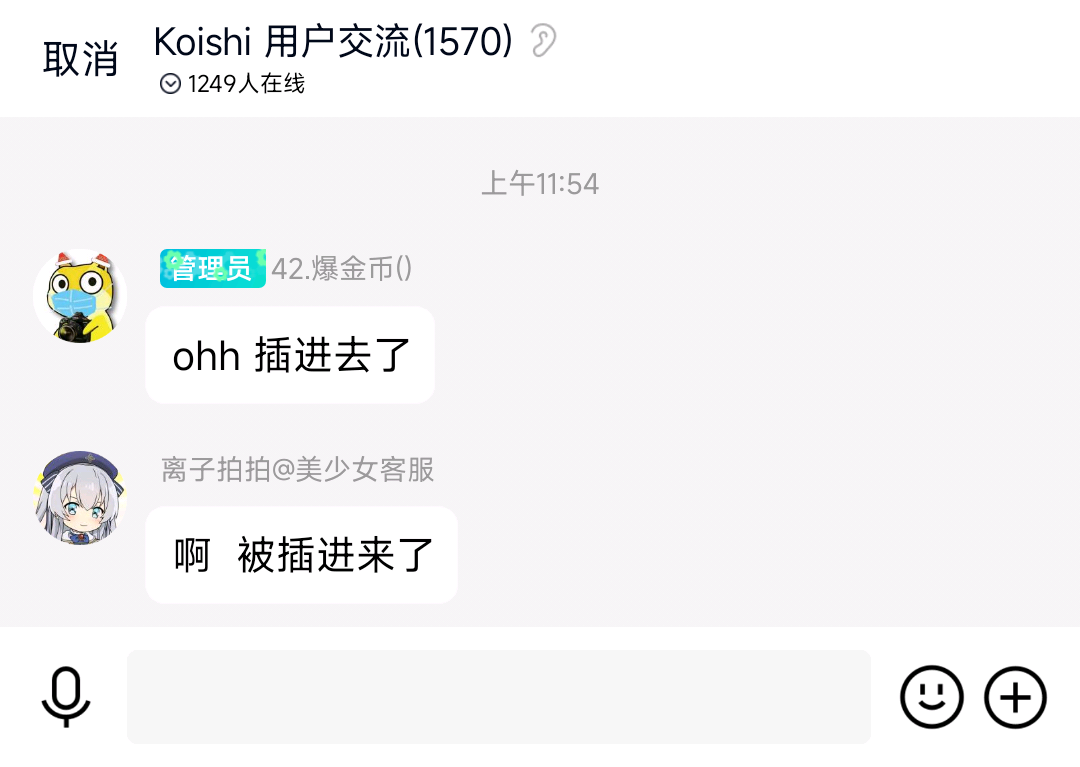 取消
Koishi 用户交流(1570)
1249人在线
上午11:54
管理员 42.爆金币()
ohh 插进去了
离子拍拍@美少女客服
啊 被插进来了